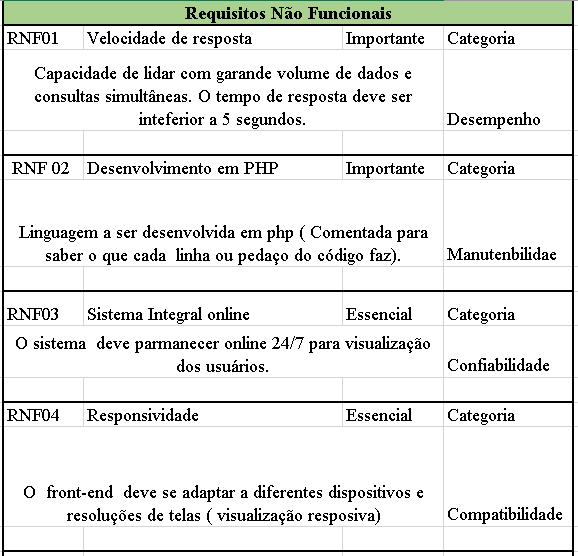 Requisitos Não Funcionais
RNF01 Velocidade de resposta Importante Categoria
Capacidade de lidar com garande volume de dados e
consultas simultâneas. O tempo de resposta deve ser
inteferior a 5 segundos. Desempenho
RNF 02 Desenvolvimento em PHP Importante Categoria
Linguagem a ser desenvolvida em php ( Comentada para
saber o que cada linha ou pedaço do código faz). Manutenbilidae
RNF03 Sistema Integral online Essencial Categoria
O sistema deve parmanecer online 24/7 para visualização
dos usuários. Confiabilidade
RNF04 Responsividade Essencial Categoria
O front-end deve se adaptar a diferentes dispositivos e
resoluções de telas ( visualização resposiva) Compatibilidade